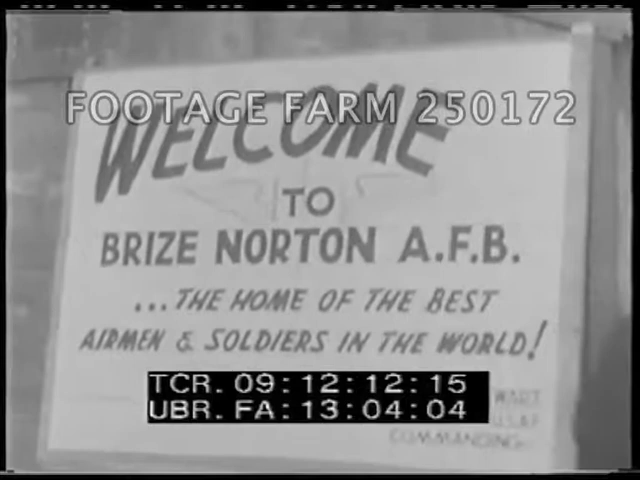 FOOTAGE FARM 250172
WELCOME
TO
BRIZE NORTON A.F.B.
...THE HOME OF THE BEST
AIRMEN & SOLDIERS IN THE WORLD!
TCR. 09:12:12:15
UBR. FA:13:04:04
U.S.A.F
COMMANDING